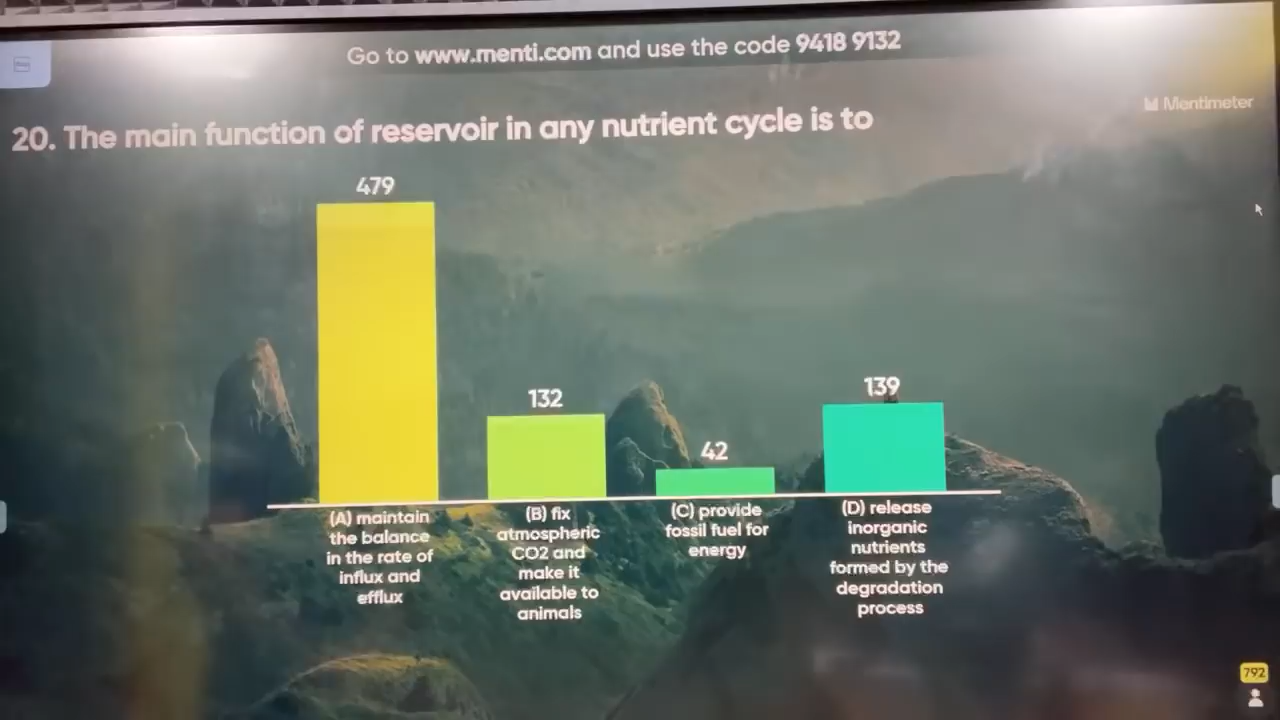 Go to www.menti.com and use the code 9418 9132
Mentimeter
20. The main function of reservoir in any nutrient cycle is to
479
132
42
139
(A) maintain
the balance
in the rate of
influx and
efflux
(B) fix
atmospheric
CO2 and
make it
available to
animals
(C) provide
fossil fuel for
energy
(D) release
inorganic
nutrients
formed by the
degradation
process
792